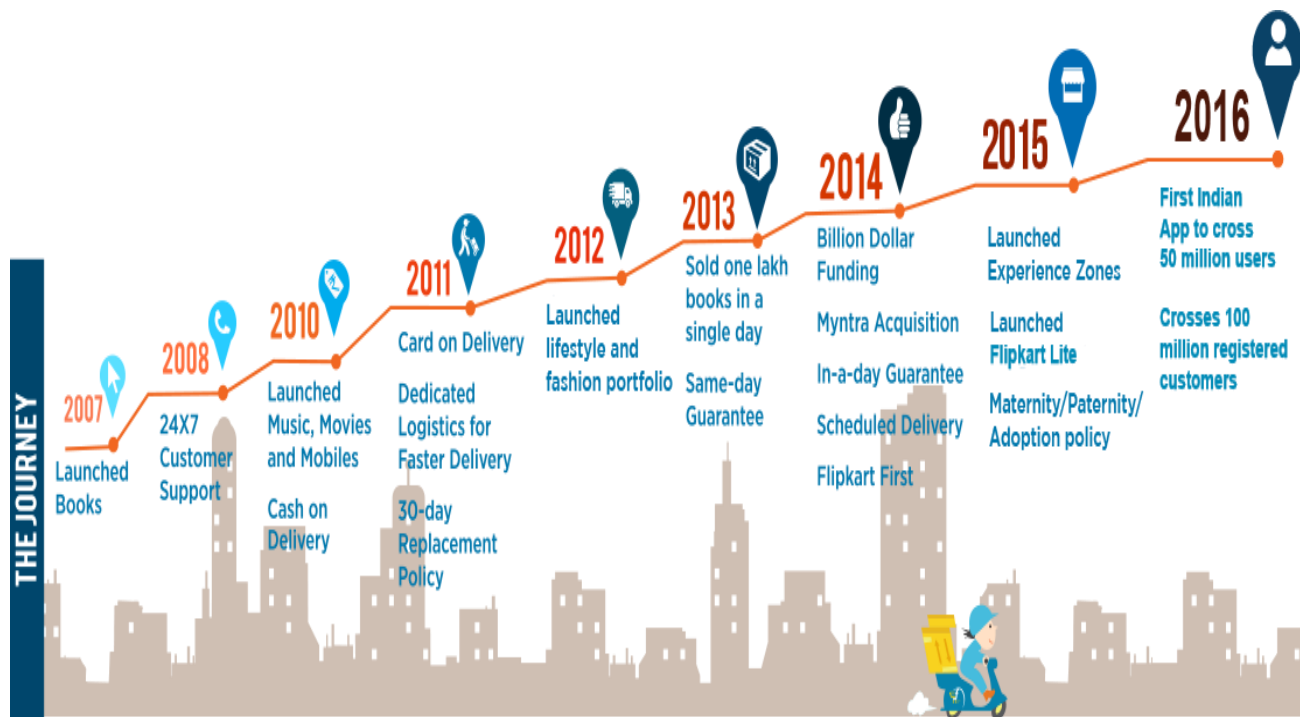 THE JOURNEY
2007
Launched
Books
2008
24X7
Customer
Support
2010
Launched
Music, Movies
and Mobiles
Cash on
Delivery
2011
Card on Delivery
Dedicated
Logistics for
Faster Delivery
30-day
Replacement
Policy
2012
Launched
lifestyle and
fashion portfolio
2013
Sold one lakh
books in a
single day
Same-day
Guarantee
2014
Billion Dollar
Funding
Myntra Acquisition
In-a-day Guarantee
Scheduled Delivery
Flipkart First
2015
Launched
Experience Zones
Launched
Flipkart Lite
Maternity/Paternity/
Adoption policy
2016
First Indian
App to cross
50 million users
Crosses 100
million registered
customers